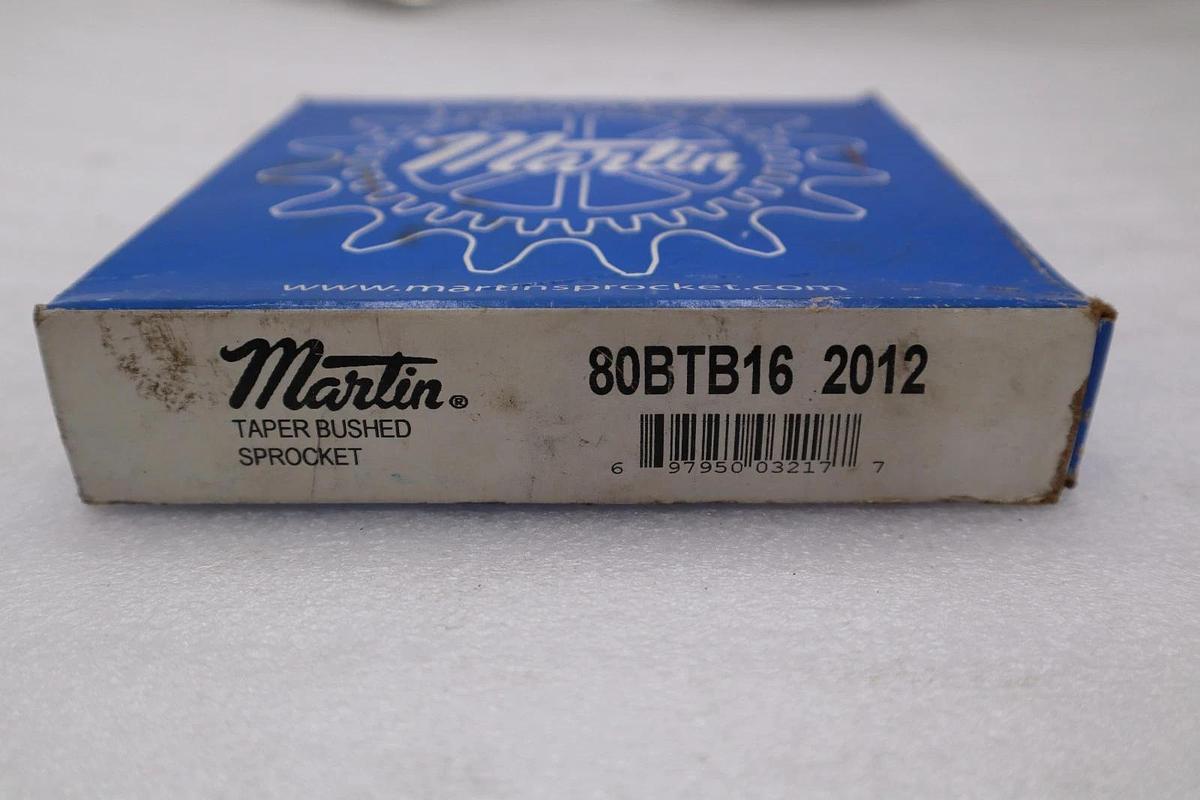 Martin
www.martinsprocket.com
Martin®
TAPER BUSHED
SPROCKET
80BTB16 2012
6 97950 03217 7